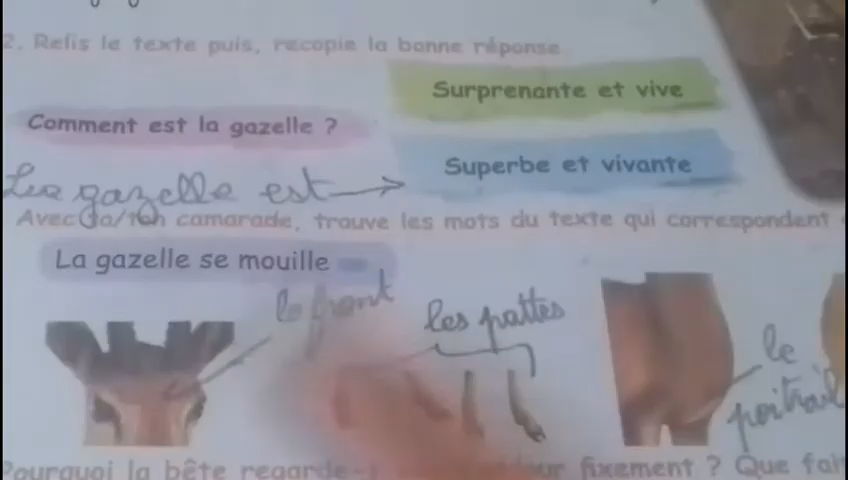 2. Relis le texte puis, recopie la bonne réponse
Surprenante et vive
Comment est la gazelle ?
Superbe et vivante
La gazelle est
Avec ta/ton camarade, trouve les mots du texte qui correspondent
La gazelle se mouille
le front
les pattes
le
poitrail
Pourquoi la bête regarde-t fixement ? Que fai